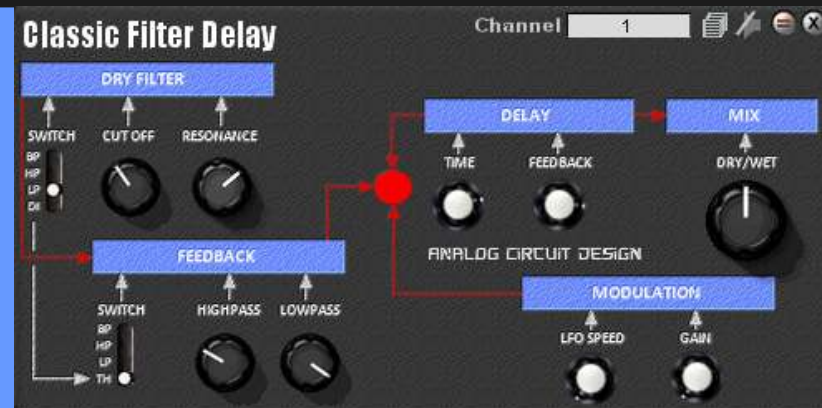 Classic Filter Delay
Channel 1
DRY FILTER
SWITCH CUT OFF RESONANCE
BP
HP
LP
DI
FEEDBACK
SWITCH HIGHPASS LOWPASS
BP
HP
LP
TH
DELAY
TIME FEEDBACK
MIX
DRY/WET
ANALOG CIRCUIT DESIGN
MODULATION
LFO SPEED GAIN